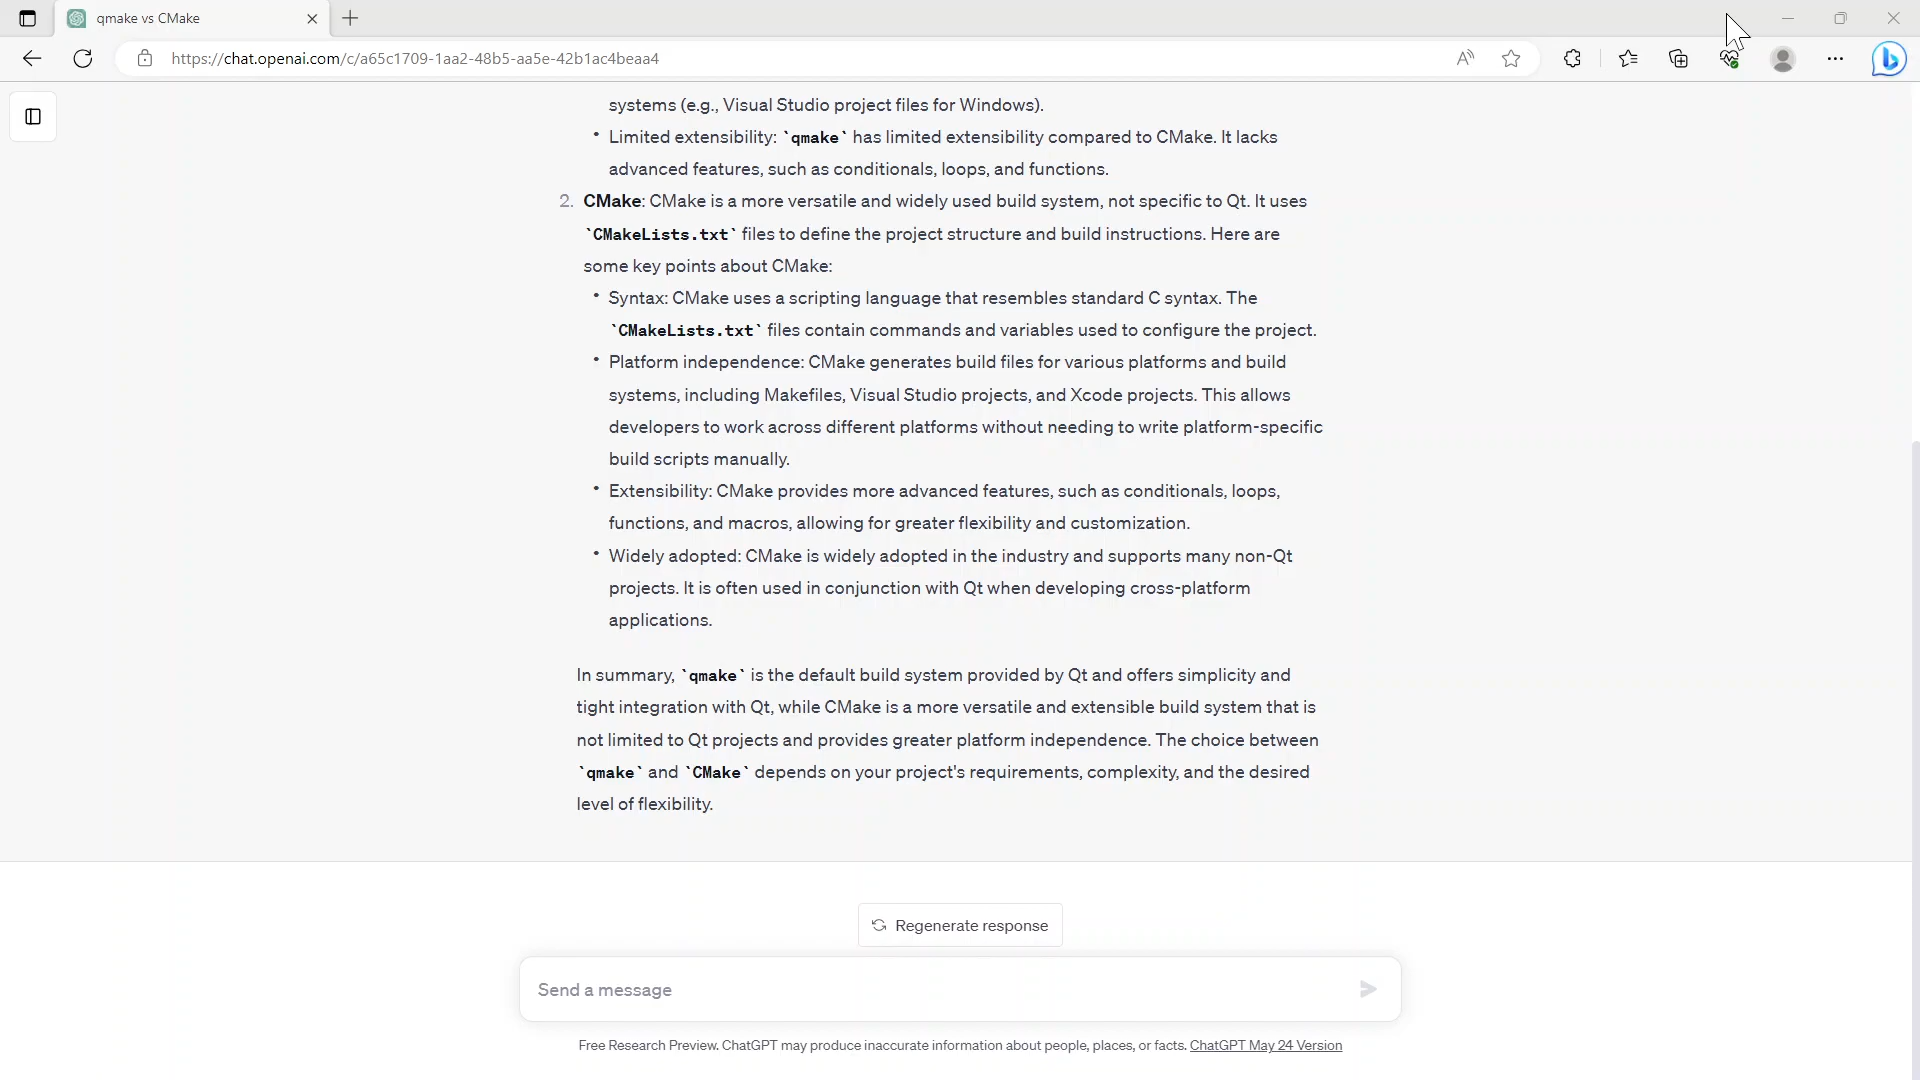 qmake vs CMake
https://chat.openai.com/c/a65c1709-1aa2-48b5-aa5e-42b1ac4beaa4
systems (e.g., Visual Studio project files for Windows).
• Limited extensibility: `qmake` has limited extensibility compared to CMake. It lacks
advanced features, such as conditionals, loops, and functions.
2. CMake: CMake is a more versatile and widely used build system, not specific to Qt. It uses
`CMakeLists.txt` files to define the project structure and build instructions. Here are
some key points about CMake:
• Syntax: CMake uses a scripting language that resembles standard C syntax. The
`CMakeLists.txt` files contain commands and variables used to configure the project.
• Platform independence: CMake generates build files for various platforms and build
systems, including Makefiles, Visual Studio projects, and Xcode projects. This allows
developers to work across different platforms without needing to write platform-specific
build scripts manually.
• Extensibility: CMake provides more advanced features, such as conditionals, loops,
functions, and macros, allowing for greater flexibility and customization.
• Widely adopted: CMake is widely adopted in the industry and supports many non-Qt
projects. It is often used in conjunction with Qt when developing cross-platform
applications.
In summary, `qmake` is the default build system provided by Qt and offers simplicity and
tight integration with Qt, while CMake is a more versatile and extensible build system that is
not limited to Qt projects and provides greater platform independence. The choice between
`qmake` and `CMake` depends on your project's requirements, complexity, and the desired
level of flexibility.
Regenerate response
Send a message
Free Research Preview. ChatGPT may produce inaccurate information about people, places, or facts. ChatGPT May 24 Version